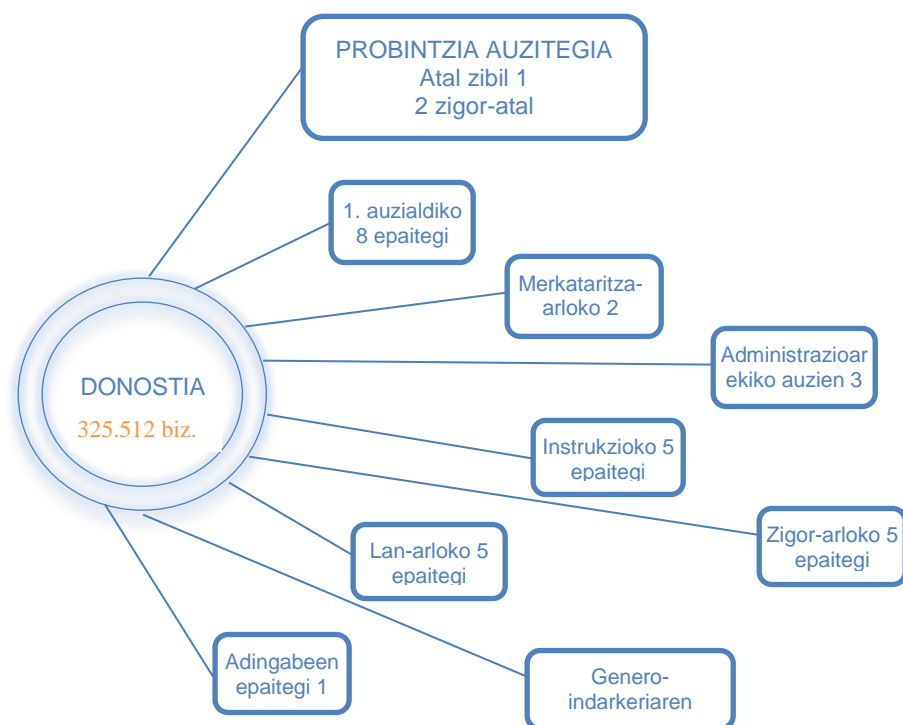 PROBINTZIA AUZITEGIA
Atal zibil 1
2 zigor-atal
1. auzialdiko
8 epaitegi
Merkataritza-
arloko 2
Administrazioar
ekiko auzien 3
DONOSTIA
325.512 biz.
Instrukzioko 5
epaitegi
Zigor-arloko 5
epaitegi
Lan-arloko 5
epaitegi
Adingabeen
epaitegi 1
Genero-
indarkeriaren